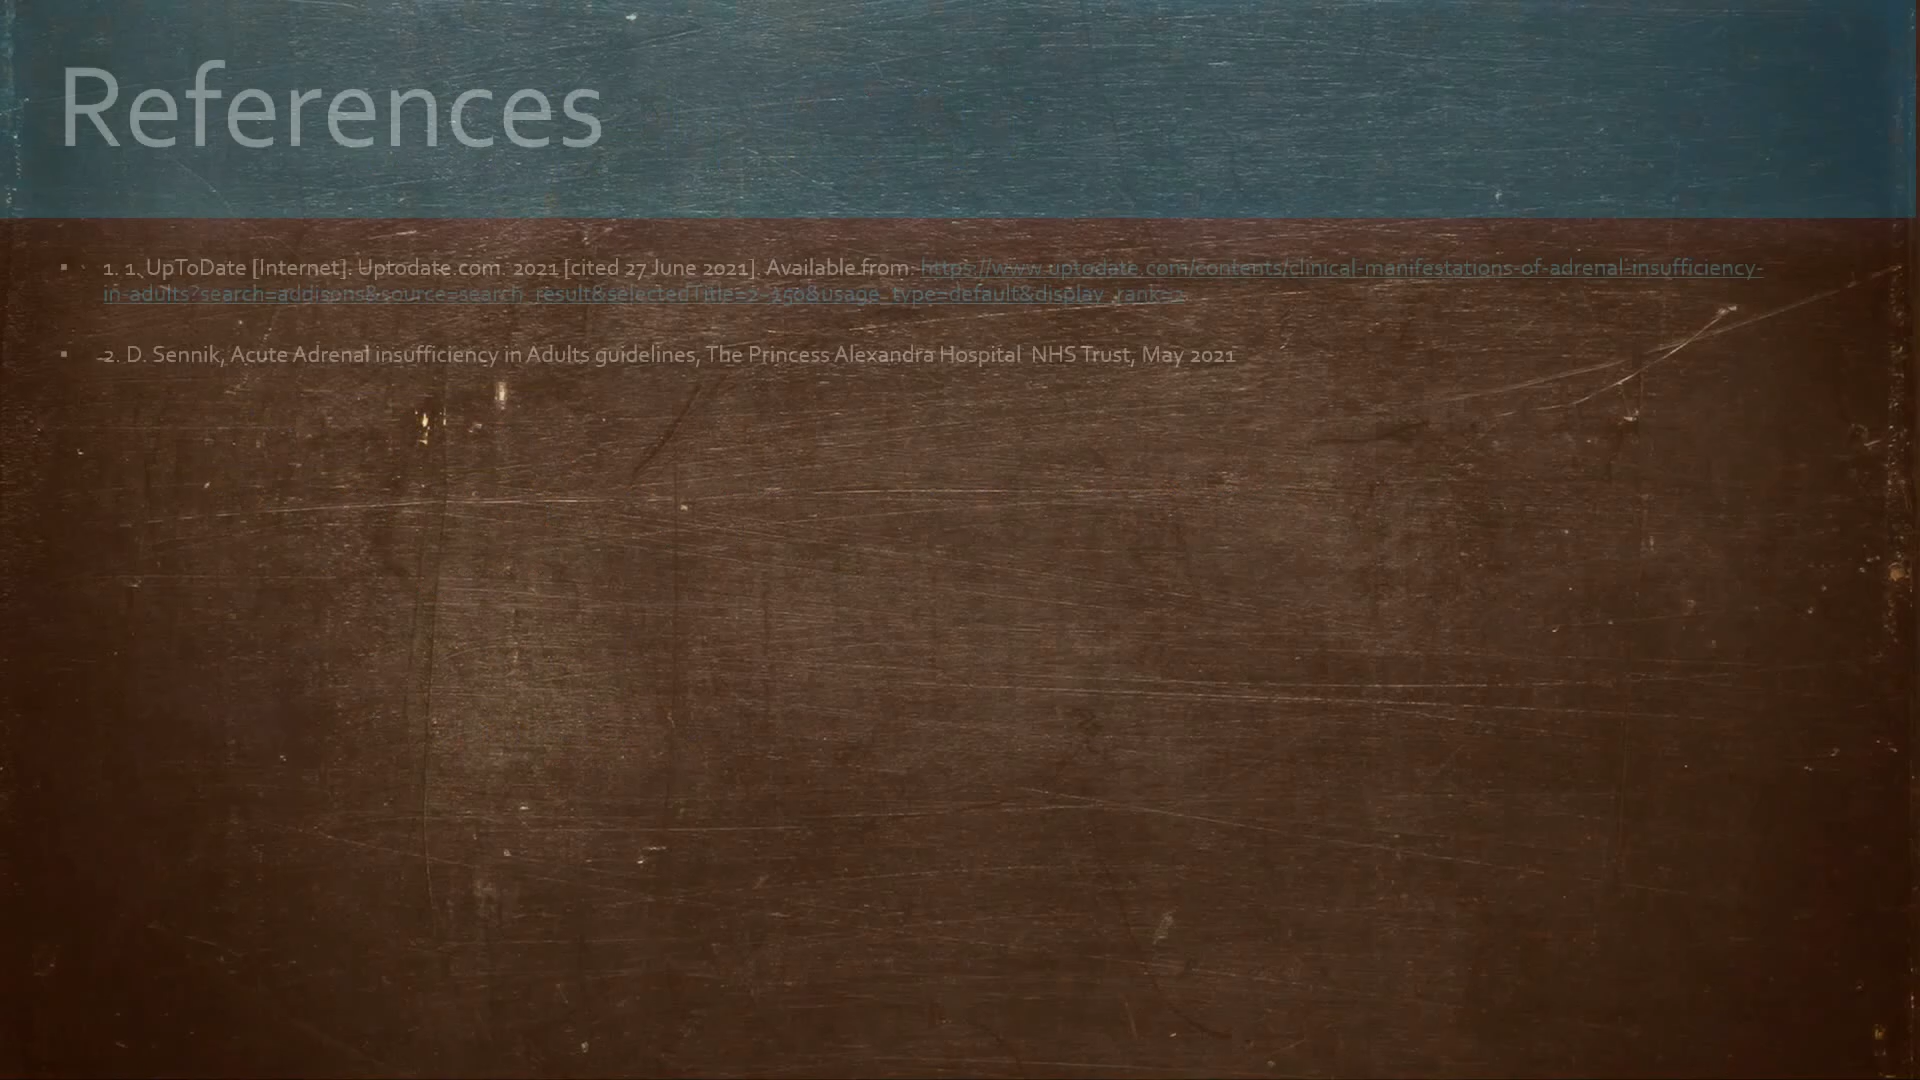 References
▪ 1. 1. UpToDate [Internet]. Uptodate.com. 2021 [cited 27 June 2021]. Available from: https://www.uptodate.com/contents/clinical-manifestations-of-adrenal-insufficiency-
in-adults?search=addisons&source=search_result&selectedTitle=2~150&usage_type=default&display_rank=2
▪ 2. D. Sennik, Acute Adrenal insufficiency in Adults guidelines, The Princess Alexandra Hospital NHS Trust, May 2021